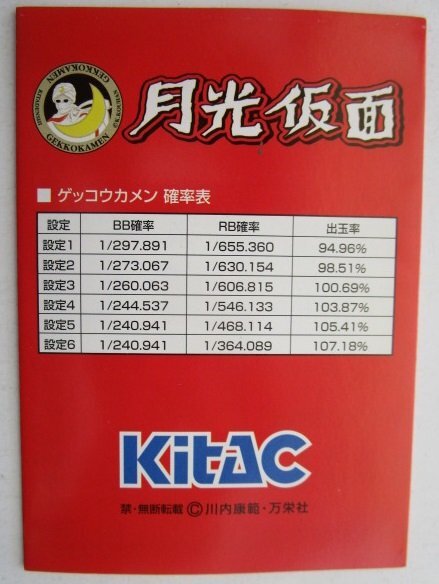 GEKKOKAMEN
GEKKOKAMEN
月光仮面
■ ゲッコウカメン 確率表
設定 BB確率 RB確率 出玉率
設定1 1/297.891 1/655.360 94.96%
設定2 1/273.067 1/630.154 98.51%
設定3 1/260.063 1/606.815 100.69%
設定4 1/244.537 1/546.133 103.87%
設定5 1/240.941 1/468.114 105.41%
設定6 1/240.941 1/364.089 107.18%
KitAC
禁・無断転載 Ⓒ川内康範・万栄社